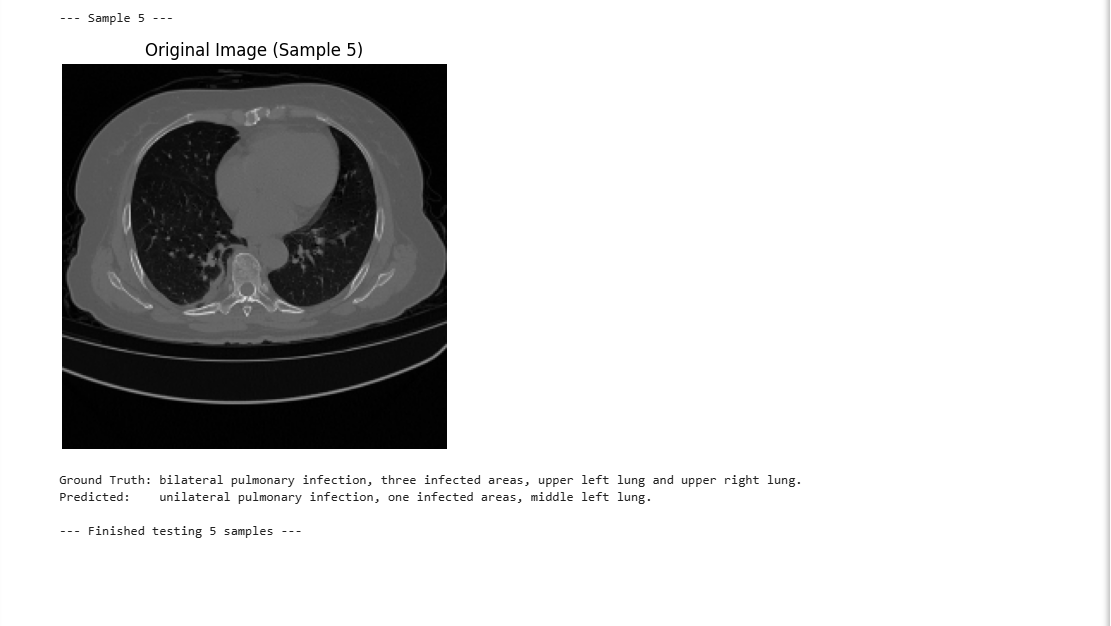 --- Sample 5 ---
Original Image (Sample 5)
Ground Truth: bilateral pulmonary infection, three infected areas, upper left lung and upper right lung.
Predicted:    unilateral pulmonary infection, one infected areas, middle left lung.
--- Finished testing 5 samples ---